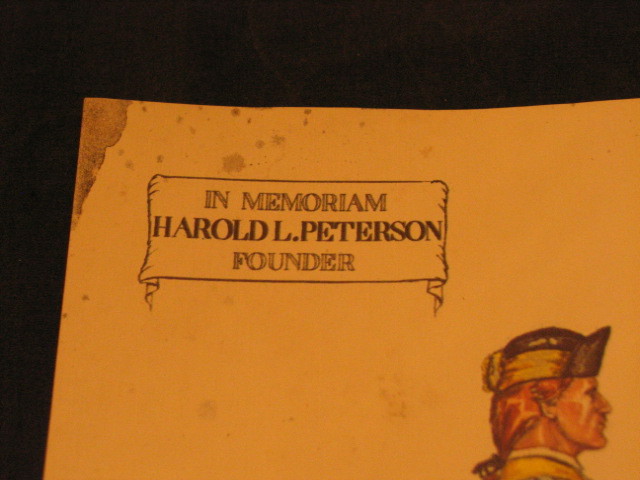 IN MEMORIAM
HAROLD L. PETERSON
FOUNDER